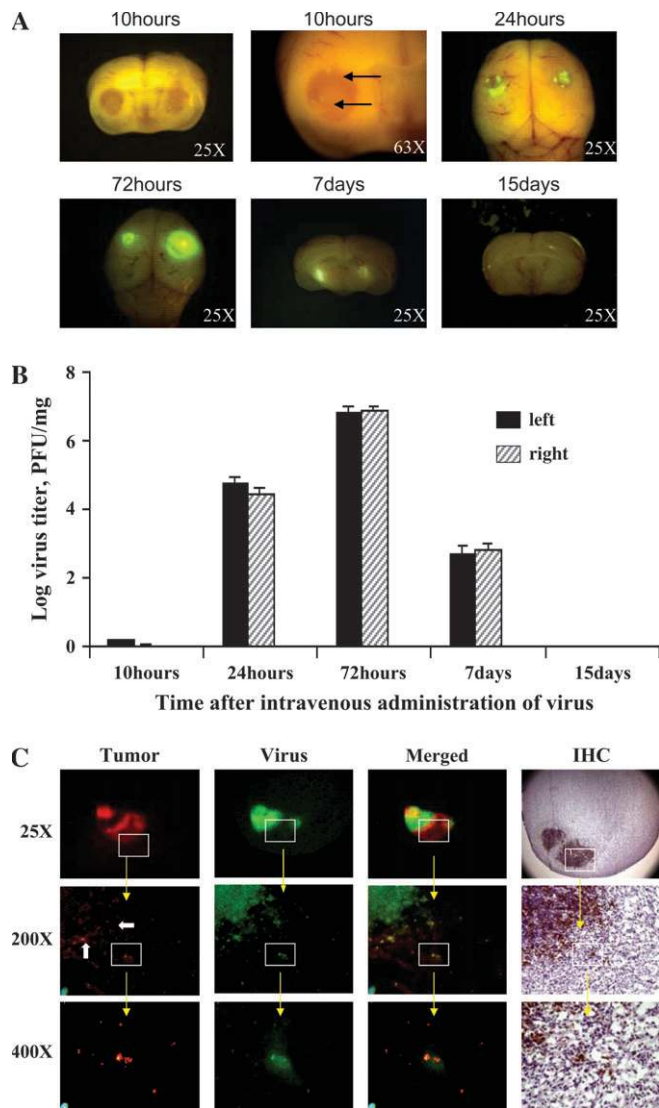 A
10hours 10hours 24hours
25X 63X 25X
72hours 7days 15days
25X 25X 25X
B
8
6
4
2
0
Log virus titer, PFU/mg
left
right
10hours 24hours 72hours 7days 15days
Time after intravenous administration of virus
C
Tumor Virus Merged IHC
25X
200X
400X